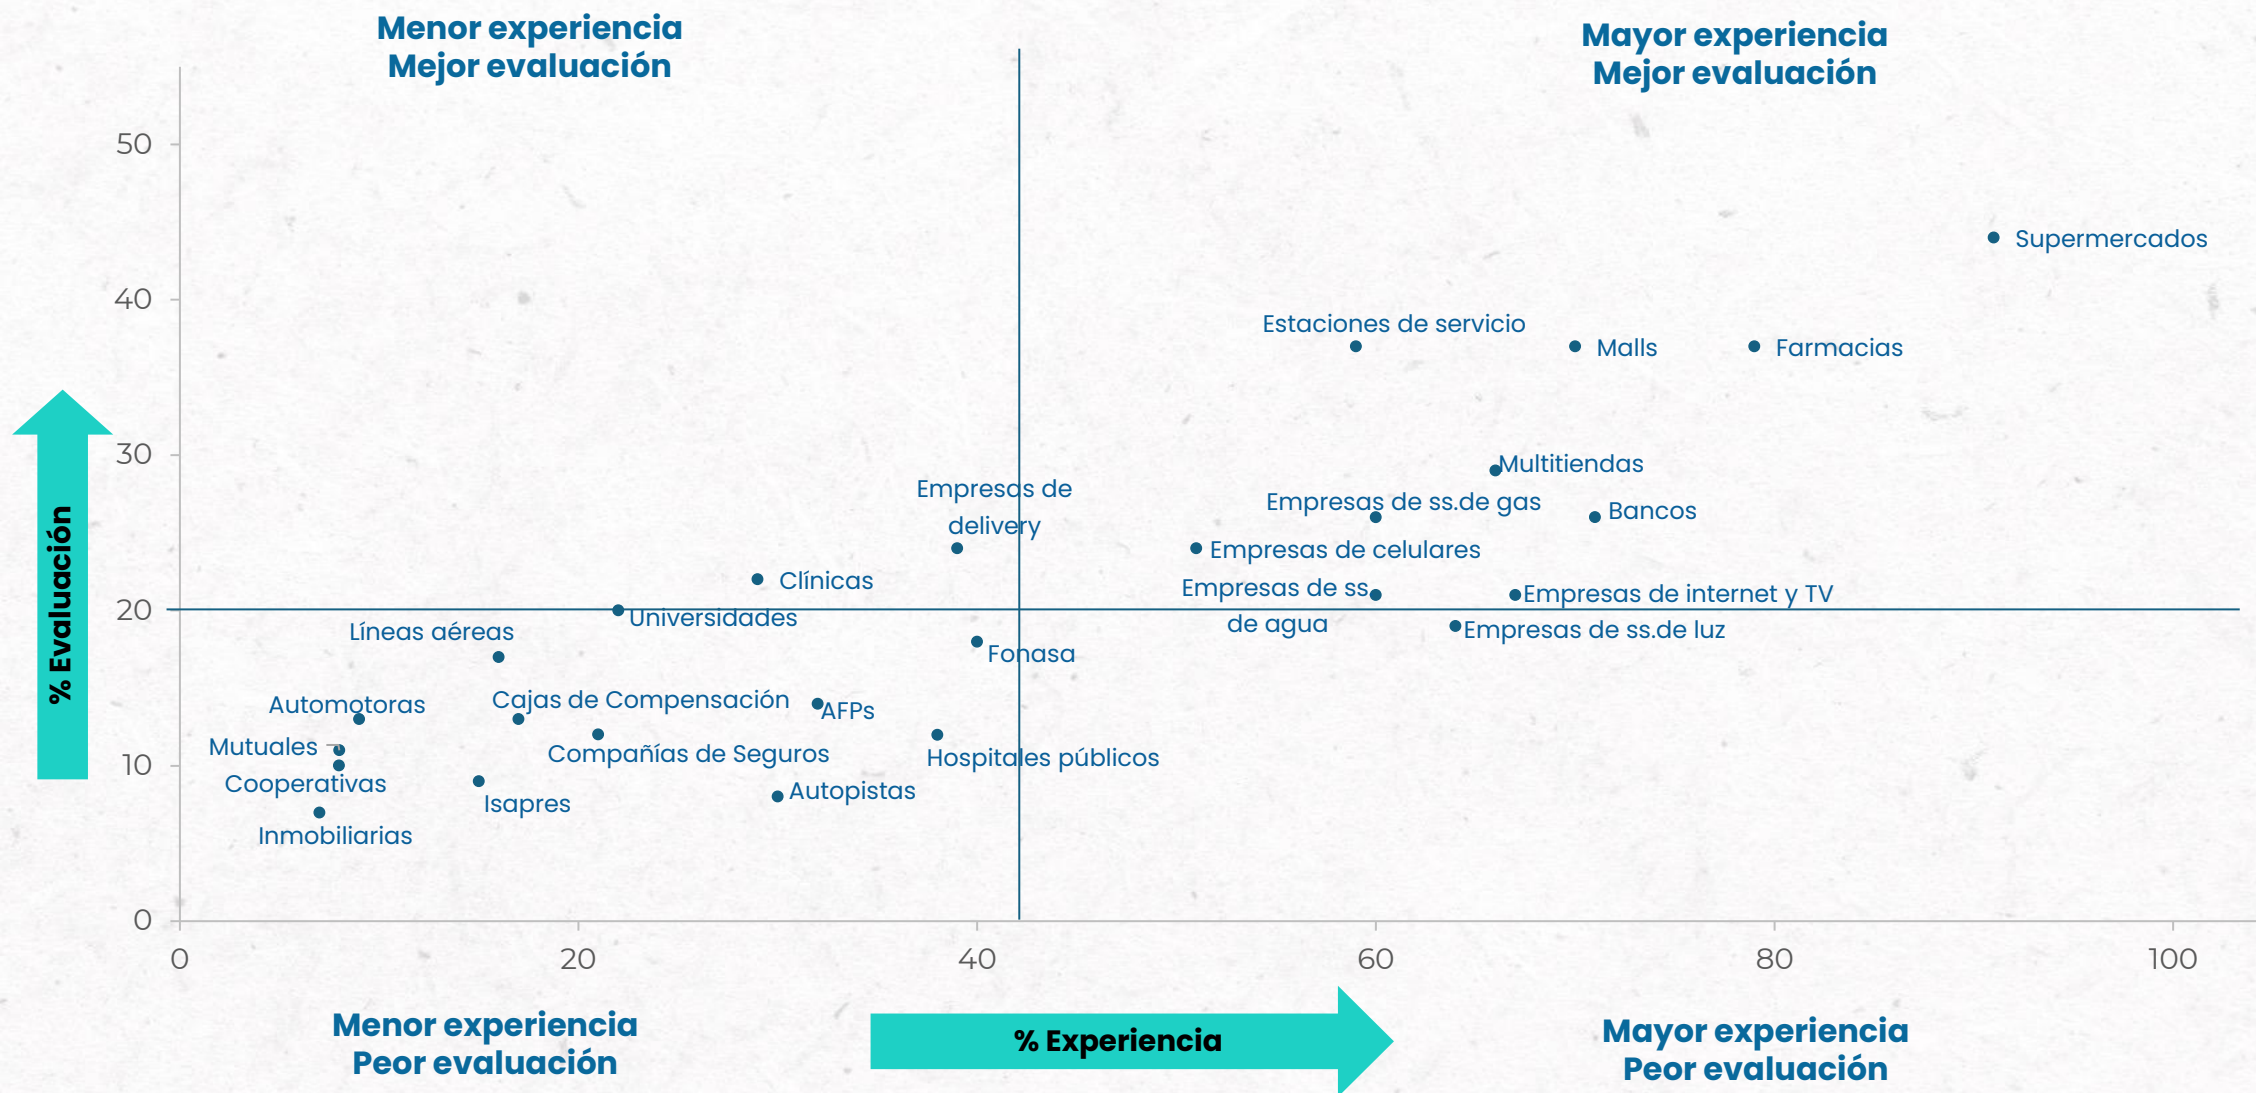 Menor experiencia
Mejor evaluación
Mayor experiencia
Mejor evaluación
50
40
30
20
10
0
% Evaluación
Supermercados
Estaciones de servicio
Malls
Farmacias
Multitiendas
Empresas de
delivery
Empresas de ss.de gas
Bancos
Empresas de celulares
Clínicas
Empresas de ss.
de agua
Empresas de internet y TV
Universidades
Líneas aéreas
Empresas de ss.de luz
Fonasa
Automotoras
Cajas de Compensación
AFPs
Mutuales
Compañías de Seguros
Hospitales públicos
Cooperativas
Isapres
Autopistas
Inmobiliarias
0
20
40
60
80
100
Menor experiencia
Peor evaluación
% Experiencia
Mayor experiencia
Peor evaluación